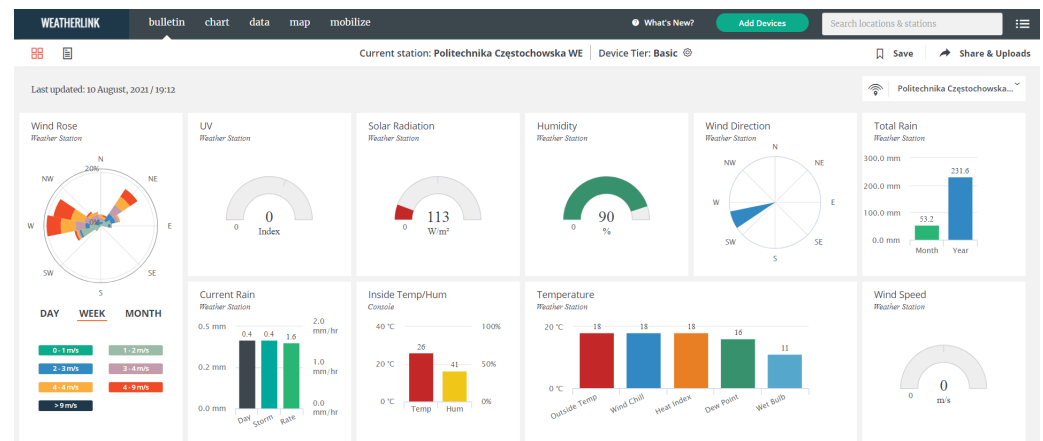 WEATHERLINK bulletin chart data map mobilize What's New? Add Devices Search locations & stations
Current station: Politechnika Częstochowska WE Device Tier: Basic Save Share & Uploads
Last updated: 10 August, 2021 / 19:12 Politechnika Częstochowska...
Wind Rose
Weather Station
N
20%
NW NE
W E
SW SE
S
DAY WEEK MONTH
0 - 1 m/s 1 - 2 m/s
2 - 3 m/s 3 - 4 m/s
4 - 4 m/s 4 - 9 m/s
> 9 m/s
UV
Weather Station
0
0 Index
Solar Radiation
Weather Station
113
0 W/m²
Humidity
Weather Station
90
0 %
Wind Direction
Weather Station
N
NW NE
W E
SW SE
S
Total Rain
Weather Station
300.0 mm
231.6
200.0 mm
100.0 mm
53.2
0.0 mm
Month Year
Current Rain
Weather Station
0.5 mm 2.0 mm/hr
0.4 0.4 1.6
0.2 mm 1.0 mm/hr
0.0 mm 0.0 mm/hr
Day Storm Rate
Inside Temp/Hum
Console
40 °C 100%
26
20 °C 41 50%
0 °C 0%
Temp Hum
Temperature
Weather Station
20 °C 18 18 18 16
11
0 °C
Outside Temp Wind Chill Heat Index Dew Point Wet Bulb
Wind Speed
Weather Station
0
0 m/s